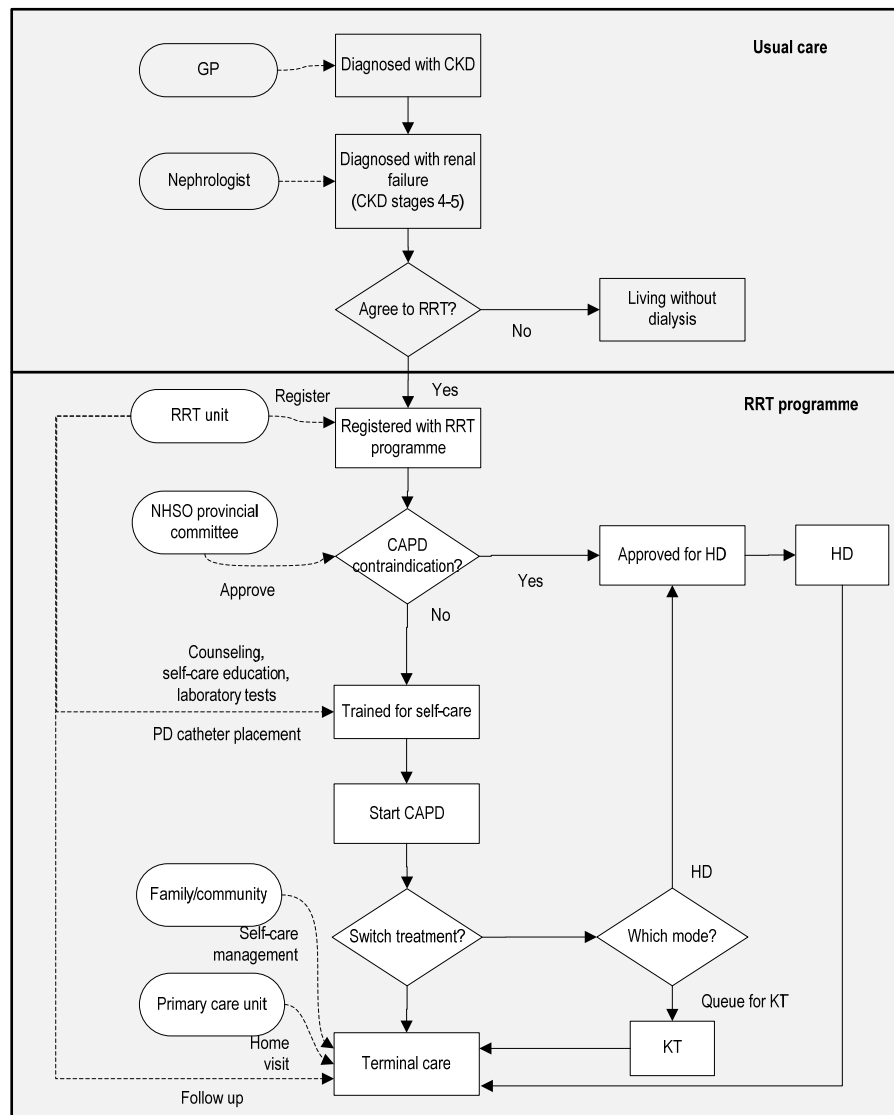 Usual care
GP
Diagnosed with CKD
Nephrologist
Diagnosed with renal
failure
(CKD stages 4-5)
Agree to RRT?
No
Living without
dialysis
Yes
RRT programme
RRT unit
Register
Registered with RRT
programme
NHSO provincial
committee
Approve
CAPD
contraindication?
Yes
Approved for HD
HD
No
Counseling,
self-care education,
laboratory tests
PD catheter placement
Trained for self-care
Start CAPD
HD
Family/community
Self-care
management
Switch treatment?
Which mode?
Queue for KT
Primary care unit
Home
visit
Terminal care
KT
Follow up